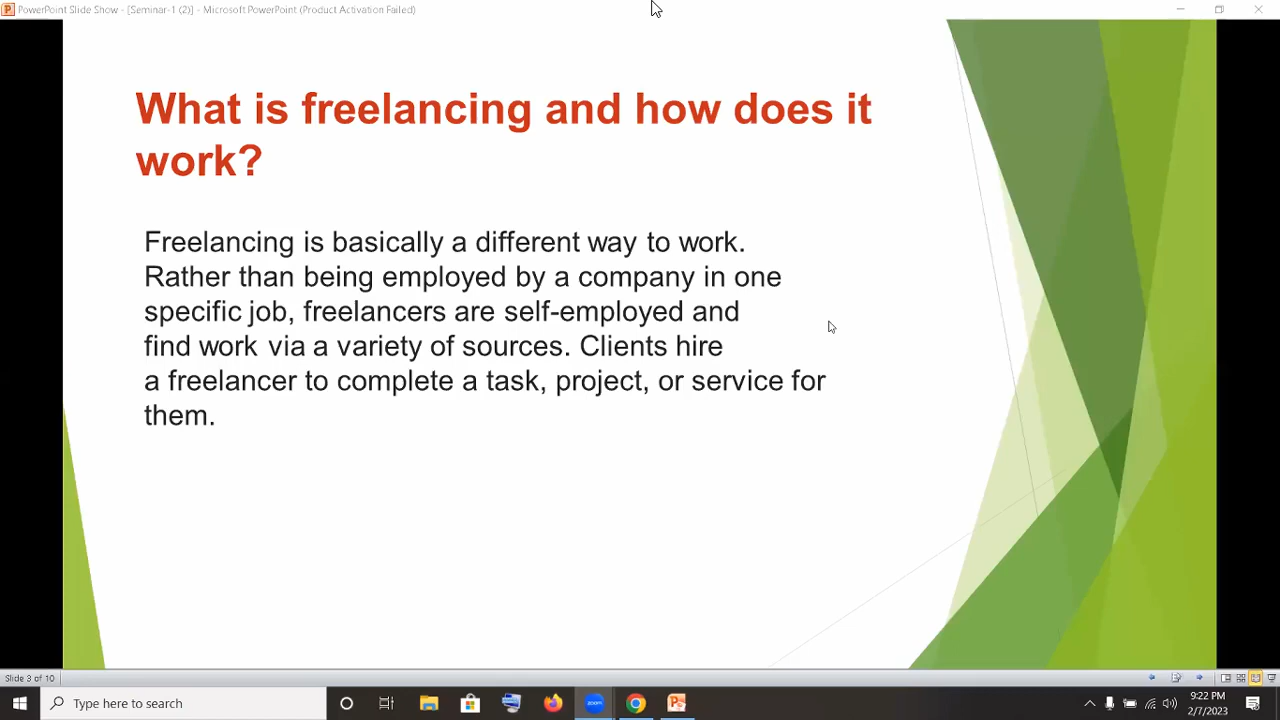 PowerPoint Slide Show - [Seminar-1 (2)] - Microsoft PowerPoint (Product Activation Failed)
What is freelancing and how does it
work?
Freelancing is basically a different way to work.
Rather than being employed by a company in one
specific job, freelancers are self-employed and
find work via a variety of sources. Clients hire
a freelancer to complete a task, project, or service for
them.
Slide 3 of 10
Type here to search
zoom
9:22 PM
2/7/2023